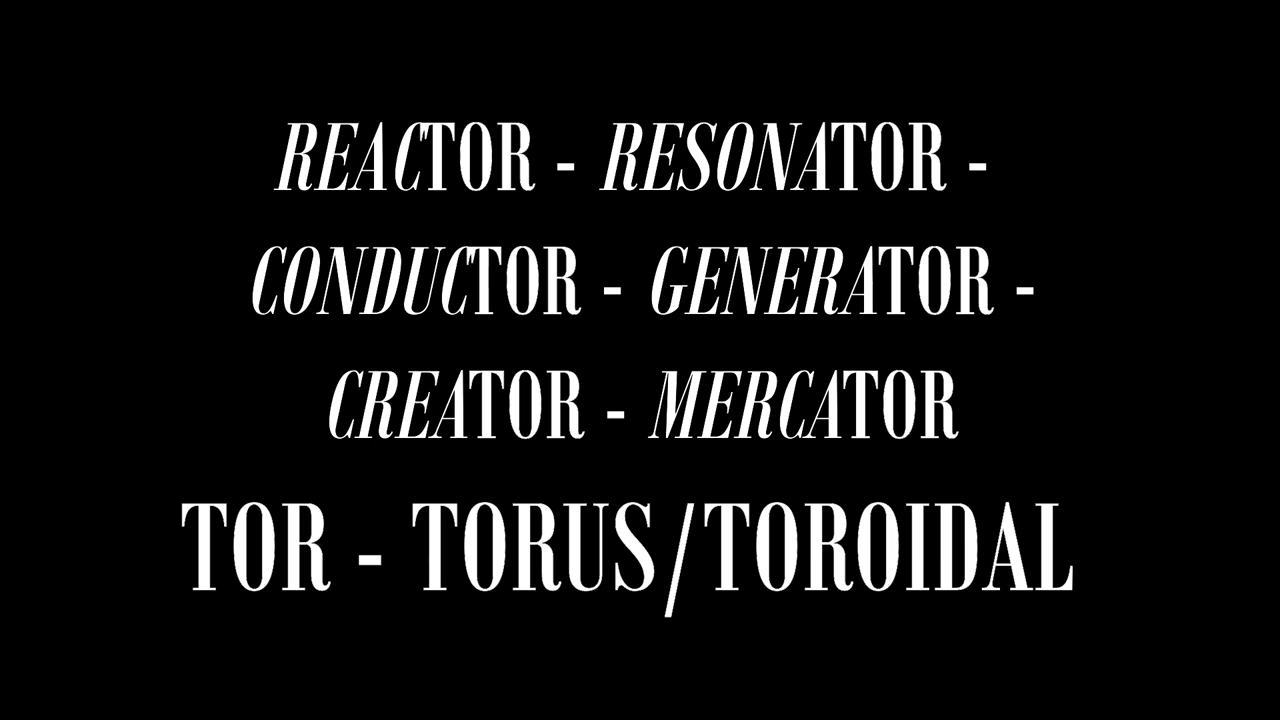 REACTOR - RESONATOR -
CONDUCTOR - GENERATOR -
CREATOR - MERCATOR
TOR - TORUS/TOROIDAL